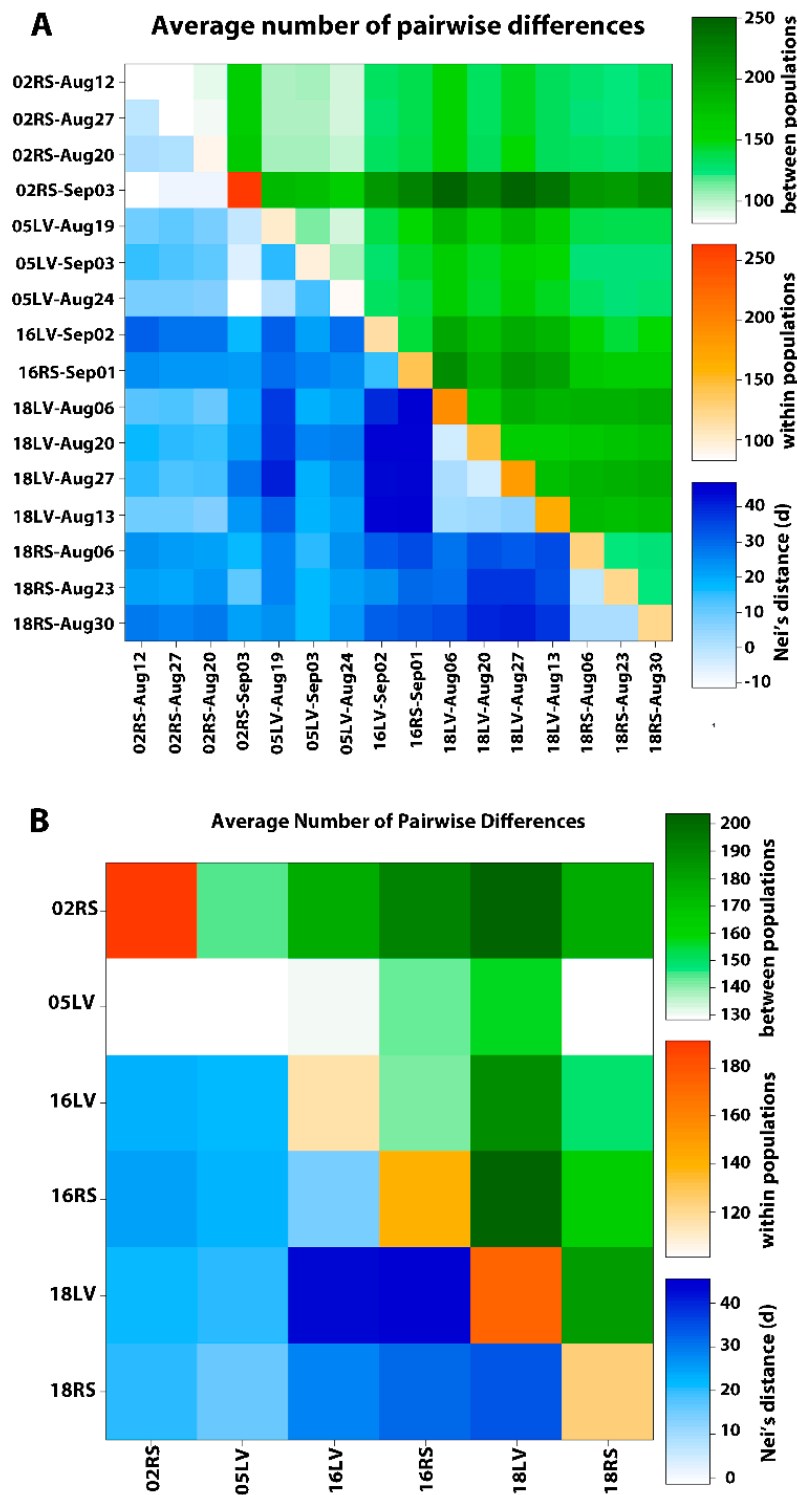 A
Average number of pairwise differences
02RS-Aug12
02RS-Aug27
02RS-Aug20
02RS-Sep03
05LV-Aug19
05LV-Sep03
05LV-Aug24
16LV-Sep02
16RS-Sep01
18LV-Aug06
18LV-Aug20
18LV-Aug27
18LV-Aug13
18RS-Aug06
18RS-Aug23
18RS-Aug30
02RS-Aug12
02RS-Aug27
02RS-Aug20
02RS-Sep03
05LV-Aug19
05LV-Sep03
05LV-Aug24
16LV-Sep02
16RS-Sep01
18LV-Aug06
18LV-Aug20
18LV-Aug27
18LV-Aug13
18RS-Aug06
18RS-Aug23
18RS-Aug30
250
200
150
100
between populations
250
200
150
100
within populations
40
30
20
10
0
-10
Nei's distance (d)
B
Average Number of Pairwise Differences
02RS
05LV
16LV
16RS
18LV
18RS
02RS
05LV
16LV
16RS
18LV
18RS
200
190
180
170
160
150
140
130
between populations
180
160
140
120
within populations
40
30
20
10
0
Nei's distance (d)